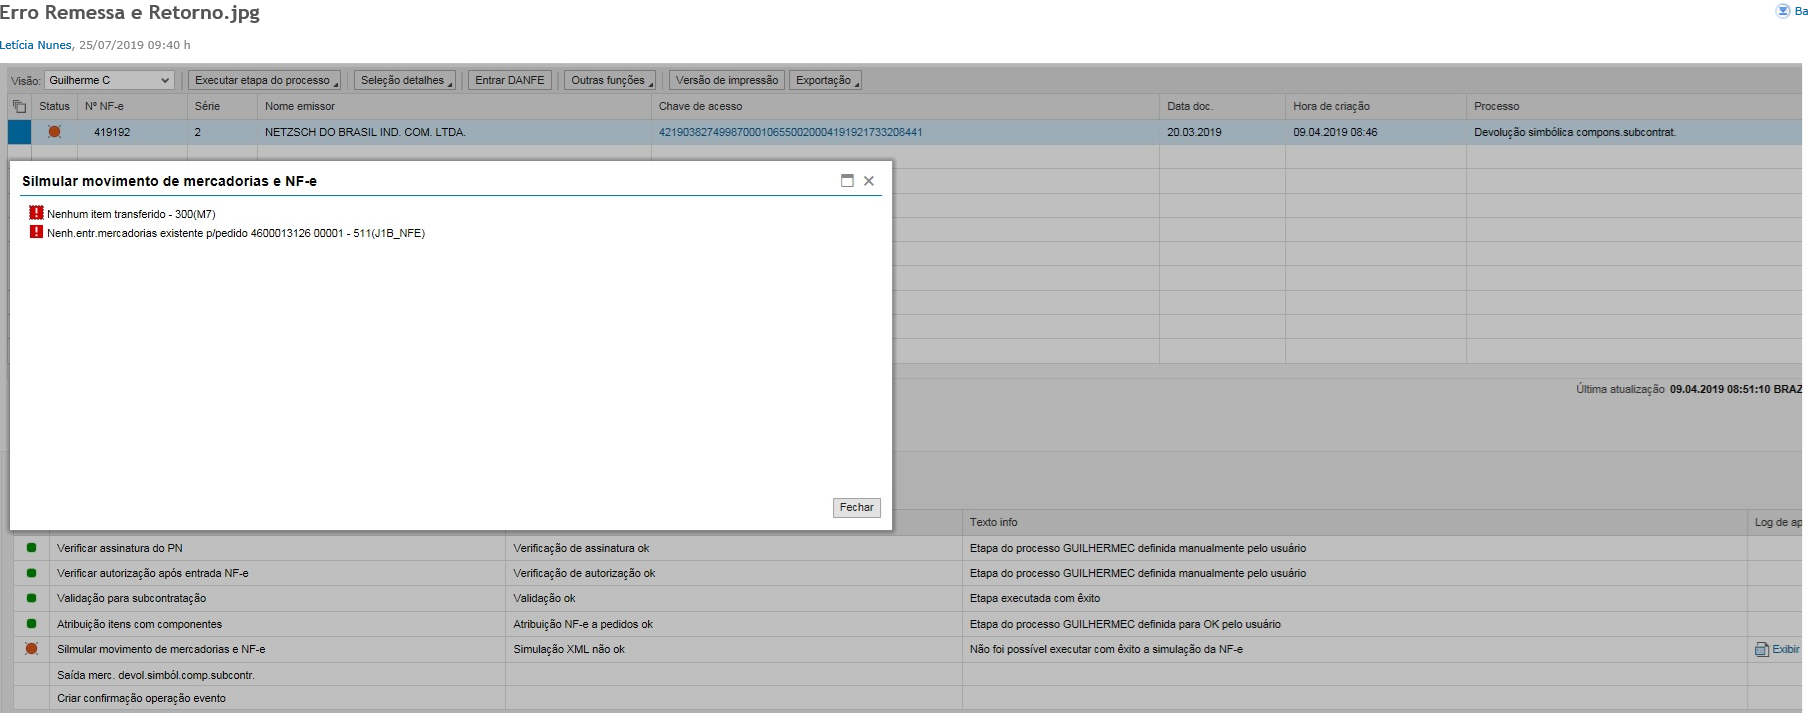 Erro Remessa e Retorno.jpg
Ba
Letícia Nunes, 25/07/2019 09:40 h
Visão: Guilherme C Executar etapa do processo Seleção detalhes Entrar DANFE Outras funções Versão de impressão Exportação
Status Nº NF-e Série Nome emissor Chave de acesso Data doc. Hora de criação Processo
419192 2 NETZSCH DO BRASIL IND. COM. LTDA. 42190382749987000106550020004191921733208441 20.03.2019 09.04.2019 08:46 Devolução simbólica compons.subcontrat.
Silmular movimento de mercadorias e NF-e
Nenhum item transferido - 300(M7)
Nenh.entr.mercadorias existente p/pedido 4600013126 00001 - 511(J1B_NFE)
Última atualização 09.04.2019 08:51:10 BRAZ
Fechar
Texto info Log de ap
Verificar assinatura do PN Verificação de assinatura ok Etapa do processo GUILHERMEC definida manualmente pelo usuário
Verificar autorização após entrada NF-e Verificação de autorização ok Etapa do processo GUILHERMEC definida manualmente pelo usuário
Validação para subcontratação Validação ok Etapa executada com êxito
Atribuição itens com componentes Atribuição NF-e a pedidos ok Etapa do processo GUILHERMEC definida para OK pelo usuário
Silmular movimento de mercadorias e NF-e Simulação XML não ok Não foi possível executar com êxito a simulação da NF-e Exibir
Saída merc. devol.simból.comp.subcontr.
Criar confirmação operação evento